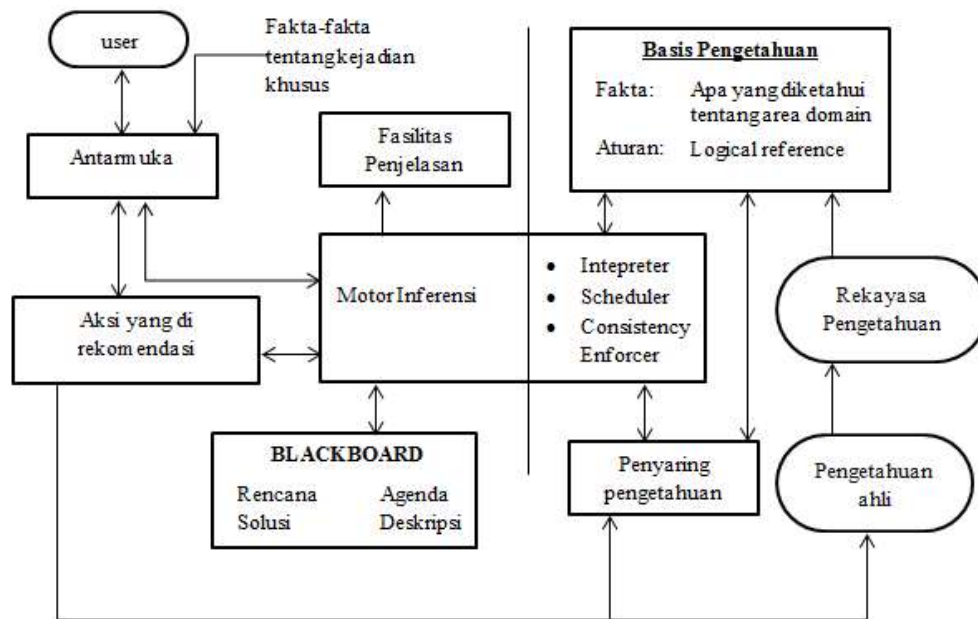 user
Fakta-fakta
tentangkejadian
khusus
Antarmuka
Fasilitas
Penjelasan
Basis Pengetahuan
Fakta: Apa yang diketahui
tentang area domain
Aturan: Logical reference
Motor Inferensi
• Intepreter
• Scheduler
• Consistency
Enforcer
Aksi yang di
rekomendasi
Rekayasa
Pengetahuan
BLACKBOARD
Rencana Agenda
Solusi Deskripsi
Penyaring
pengetahuan
Pengetahuan
ahli